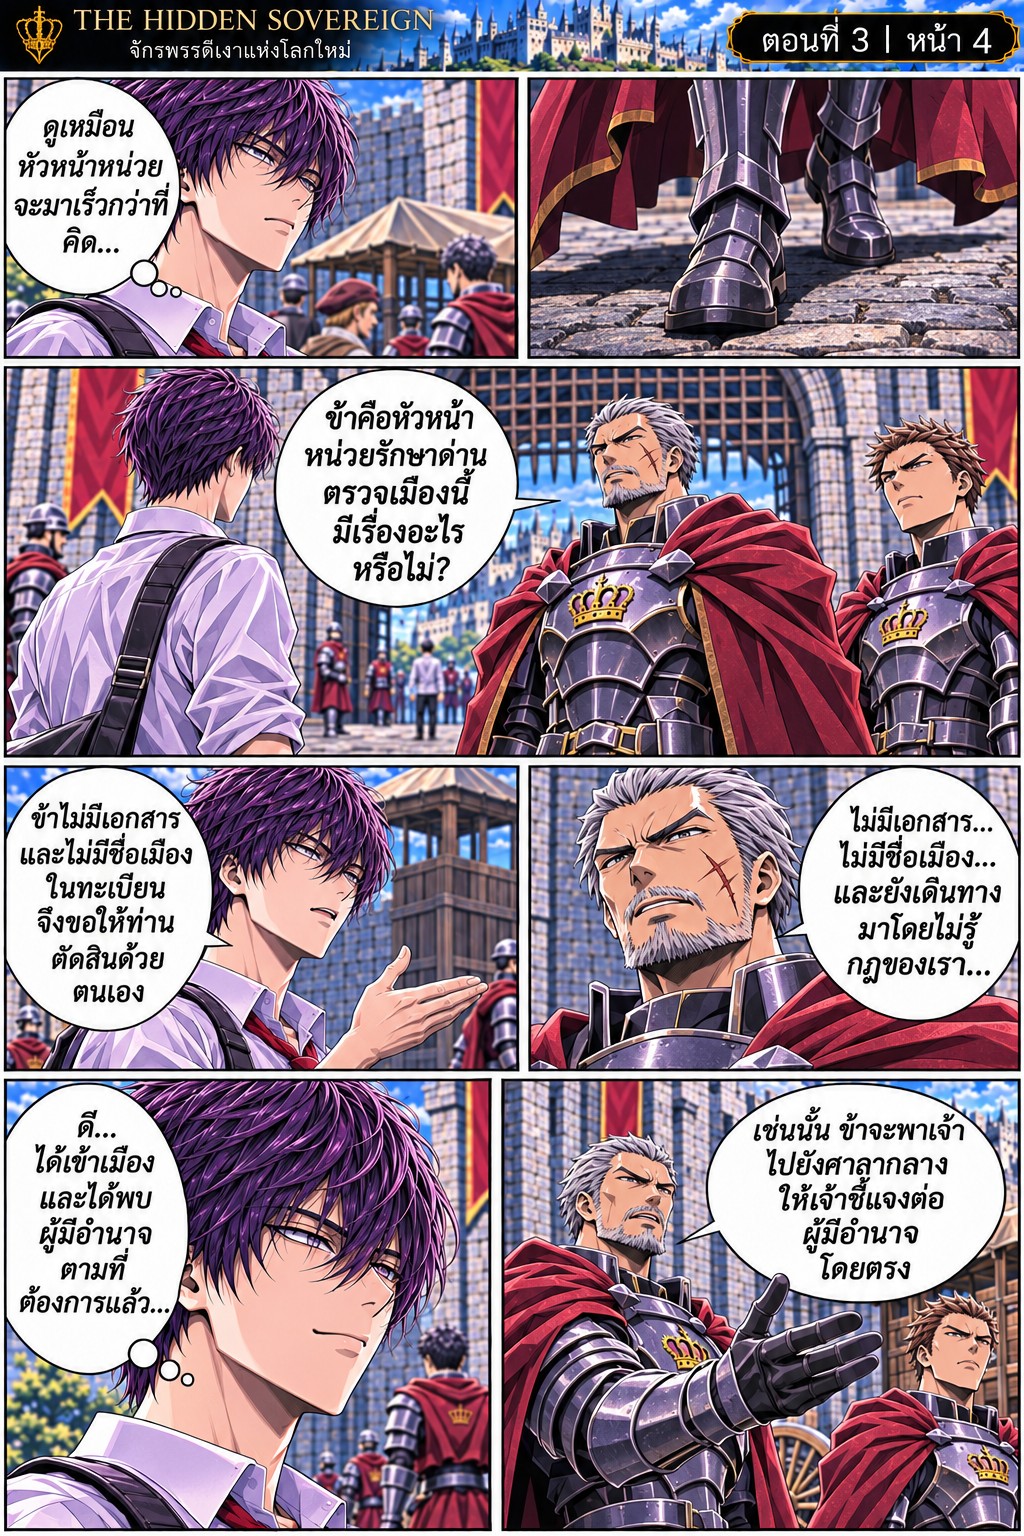 THE HIDDEN SOVEREIGN
จักรพรรดิเงาแห่งโลกใหม่
ตอนที่ 3 | หน้า 4
ดูเหมือน
หัวหน้าหน่วย
จะมาเร็วกว่าที่
คิด...
ข้าคือหัวหน้า
หน่วยรักษาด่าน
ตรวจเมืองนี้
มีเรื่องอะไร
หรือไม่?
ข้าไม่มีเอกสาร
และไม่มีชื่อเมือง
ในทะเบียน
จึงขอให้ท่าน
ตัดสินด้วย
ตนเอง
ไม่มีเอกสาร...
ไม่มีชื่อเมือง...
และยังเดินทาง
มาโดยไม่รู้
กฎของเรา...
ดี...
ได้เข้าเมือง
และได้พบ
ผู้มีอำนาจ
ตามที่
ต้องการแล้ว...
เช่นนั้น ข้าจะพาเจ้า
ไปยังศาลากลาง
ให้เจ้าชี้แจงต่อ
ผู้มีอำนาจ
โดยตรง